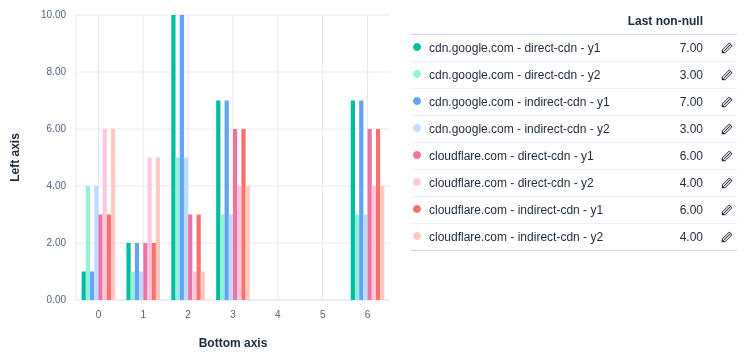 10.00
8.00
6.00
4.00
2.00
0.00
Left axis
0 1 2 3 4 5 6
Bottom axis
Last non-null
cdn.google.com - direct-cdn - y1 7.00
cdn.google.com - direct-cdn - y2 3.00
cdn.google.com - indirect-cdn - y1 7.00
cdn.google.com - indirect-cdn - y2 3.00
cloudflare.com - direct-cdn - y1 6.00
cloudflare.com - direct-cdn - y2 4.00
cloudflare.com - indirect-cdn - y1 6.00
cloudflare.com - indirect-cdn - y2 4.00